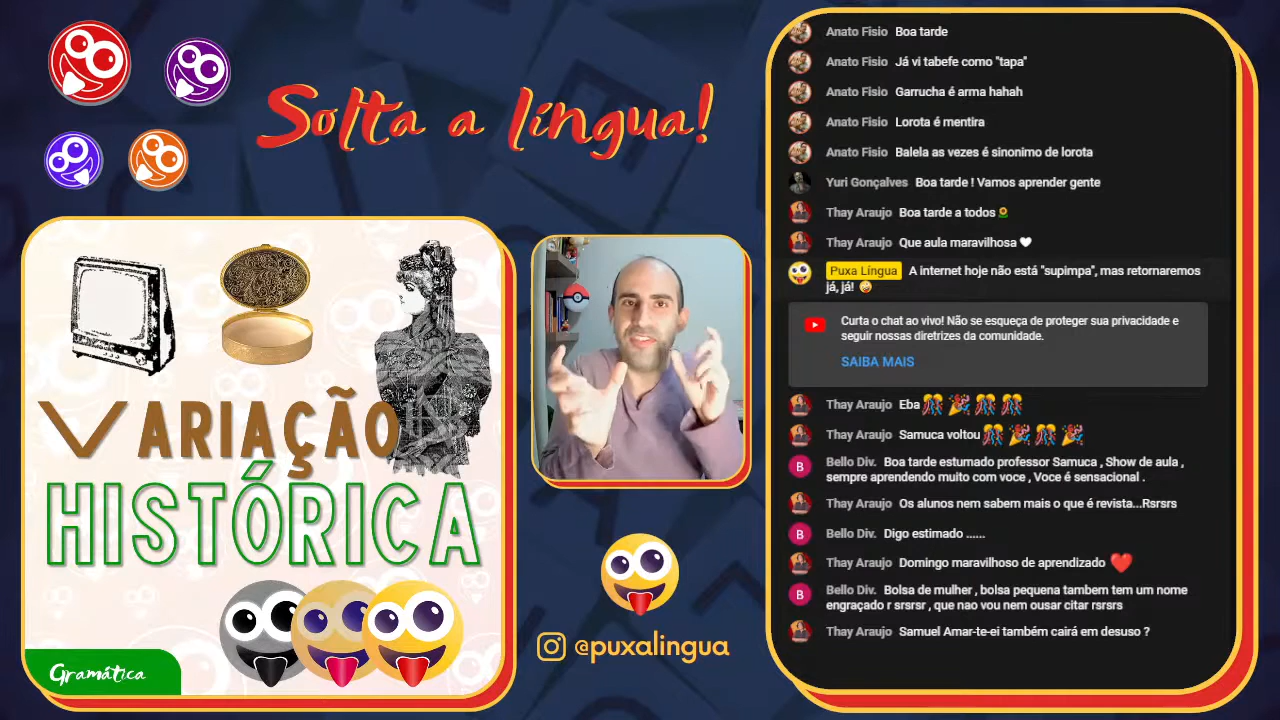 Solta a língua!
VARIAÇÃO
HISTÓRICA
Gramática
@puxalingua
Anato Fisio Boa tarde
Anato Fisio Já vi tabefe como "tapa"
Anato Fisio Garrucha é arma hahah
Anato Fisio Lorota é mentira
Anato Fisio Balela as vezes é sinonimo de lorota
Yuri Gonçalves Boa tarde ! Vamos aprender gente
Thay Araujo Boa tarde a todos🌻
Thay Araujo Que aula maravilhosa 🤍
Puxa Língua A internet hoje não está "supimpa", mas retornaremos
já, já! 🤪
Curta o chat ao vivo! Não se esqueça de proteger sua privacidade e
seguir nossas diretrizes da comunidade.
SAIBA MAIS
Thay Araujo Eba 🎊 🎉 🎊 🎊
Thay Araujo Samuca voltou 🎊 🎉 🎊 🎉
B Bello Div. Boa tarde estumado professor Samuca , Show de aula ,
sempre aprendendo muito com voce , Voce é sensacional .
Thay Araujo Os alunos nem sabem mais o que é revista...Rsrsrs
B Bello Div. Digo estimado ......
Thay Araujo Domingo maravilhoso de aprendizado ❤️
B Bello Div. Bolsa de mulher , bolsa pequena tambem tem um nome
engraçado r srsrsr , que nao vou nem ousar citar rsrsrs
Thay Araujo Samuel Amar-te-ei também cairá em desuso ?